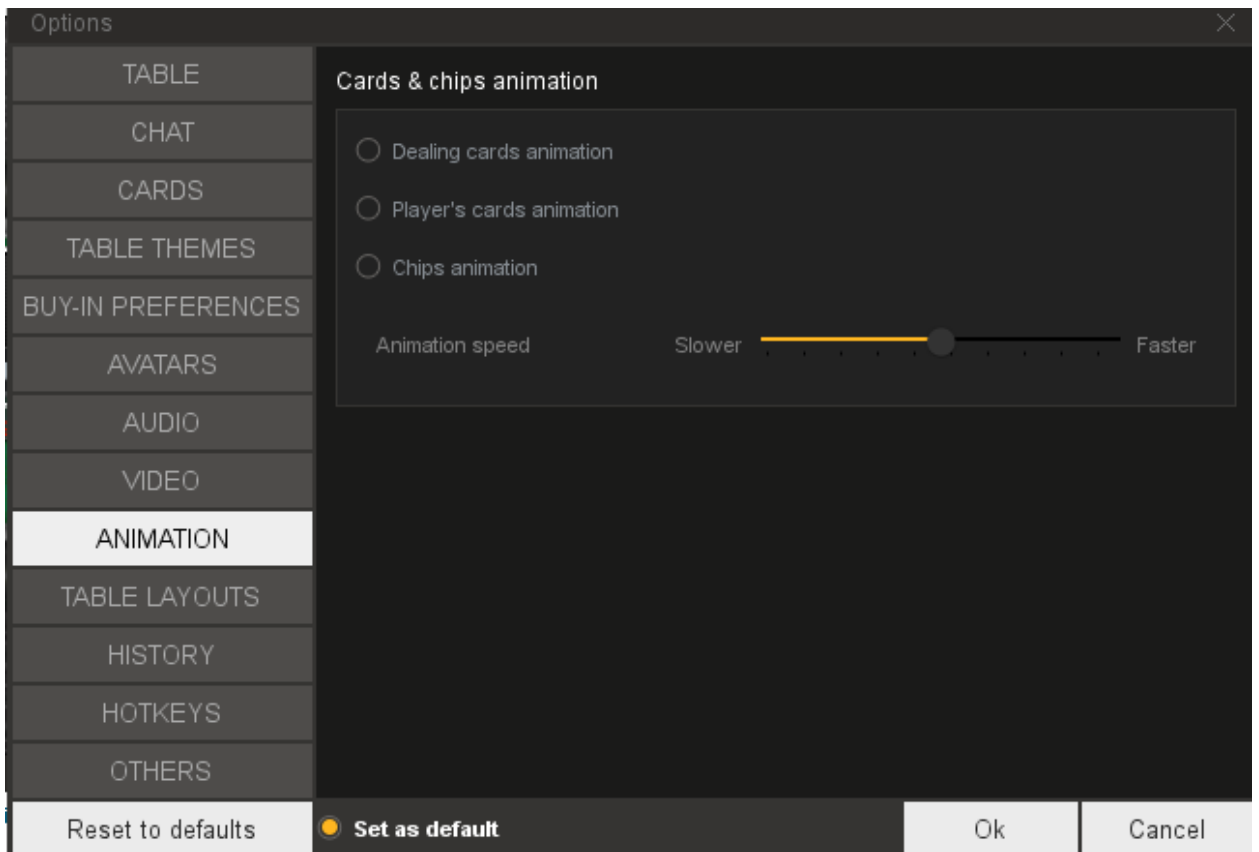 Options
TABLE
CHAT
CARDS
TABLE THEMES
BUY-IN PREFERENCES
AVATARS
AUDIO
VIDEO
ANIMATION
TABLE LAYOUTS
HISTORY
HOTKEYS
OTHERS
Reset to defaults
Cards & chips animation
Dealing cards animation
Player's cards animation
Chips animation
Animation speed Slower Faster
Set as default
Ok
Cancel